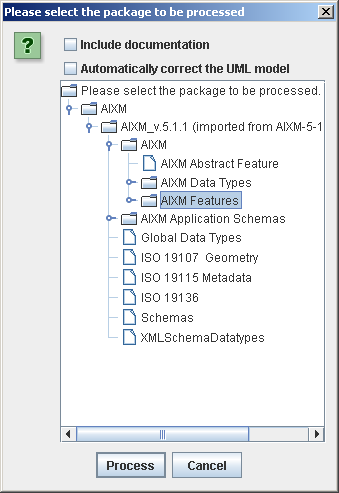 Please select the package to be processed
Include documentation
Automatically correct the UML model
Please select the package to be processed.
AIXM
AIXM_v.5.1.1 (imported from AIXM-5-1
AIXM
AIXM Abstract Feature
AIXM Data Types
AIXM Features
AIXM Application Schemas
Global Data Types
ISO 19107  Geometry
ISO 19115 Metadata
ISO 19136
Schemas
XMLSchemaDatatypes
Process Cancel